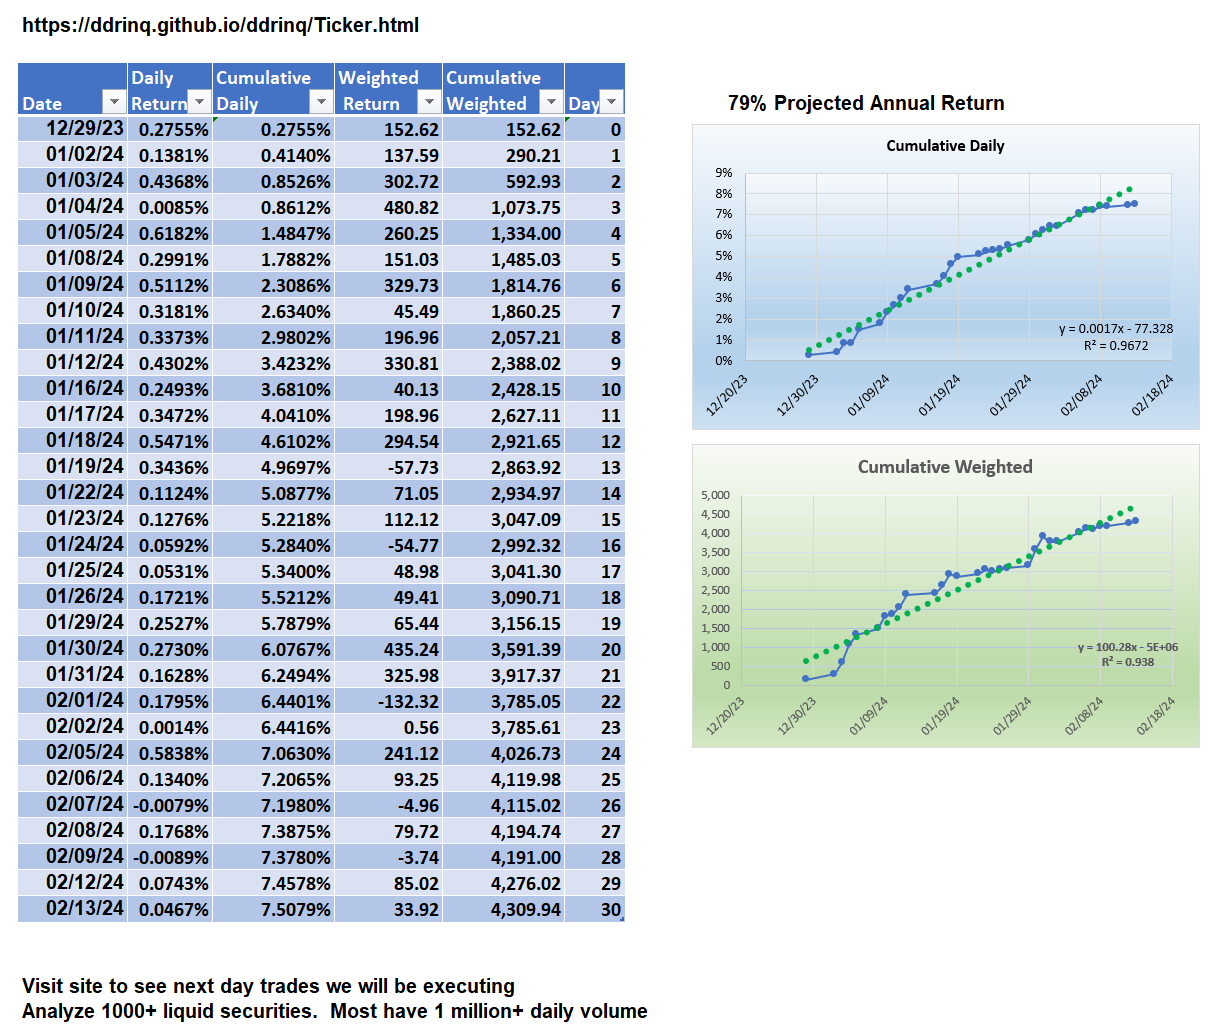 https://ddrinq.github.io/ddrinq/Ticker.html
Date Daily Return Cumulative Daily Weighted Return Cumulative Weighted Day
12/29/23 0.2755% 0.2755% 152.62 152.62 0
01/02/24 0.1381% 0.4140% 137.59 290.21 1
01/03/24 0.4368% 0.8526% 302.72 592.93 2
01/04/24 0.0085% 0.8612% 480.82 1,073.75 3
01/05/24 0.6182% 1.4847% 260.25 1,334.00 4
01/08/24 0.2991% 1.7882% 151.03 1,485.03 5
01/09/24 0.5112% 2.3086% 329.73 1,814.76 6
01/10/24 0.3181% 2.6340% 45.49 1,860.25 7
01/11/24 0.3373% 2.9802% 196.96 2,057.21 8
01/12/24 0.4302% 3.4232% 330.81 2,388.02 9
01/16/24 0.2493% 3.6810% 40.13 2,428.15 10
01/17/24 0.3472% 4.0410% 198.96 2,627.11 11
01/18/24 0.5471% 4.6102% 294.54 2,921.65 12
01/19/24 0.3436% 4.9697% -57.73 2,863.92 13
01/22/24 0.1124% 5.0877% 71.05 2,934.97 14
01/23/24 0.1276% 5.2218% 112.12 3,047.09 15
01/24/24 0.0592% 5.2840% -54.77 2,992.32 16
01/25/24 0.0531% 5.3400% 48.98 3,041.30 17
01/26/24 0.1721% 5.5212% 49.41 3,090.71 18
01/29/24 0.2527% 5.7879% 65.44 3,156.15 19
01/30/24 0.2730% 6.0767% 435.24 3,591.39 20
01/31/24 0.1628% 6.2494% 325.98 3,917.37 21
02/01/24 0.1795% 6.4401% -132.32 3,785.05 22
02/02/24 0.0014% 6.4416% 0.56 3,785.61 23
02/05/24 0.5838% 7.0630% 241.12 4,026.73 24
02/06/24 0.1340% 7.2065% 93.25 4,119.98 25
02/07/24 -0.0079% 7.1980% -4.96 4,115.02 26
02/08/24 0.1768% 7.3875% 79.72 4,194.74 27
02/09/24 -0.0089% 7.3780% -3.74 4,191.00 28
02/12/24 0.0743% 7.4578% 85.02 4,276.02 29
02/13/24 0.0467% 7.5079% 33.92 4,309.94 30
79% Projected Annual Return
Cumulative Daily
9%
8%
7%
6%
5%
4%
3%
2%
1%
0%
y = 0.0017x - 77.328
R² = 0.9672
12/20/23 12/30/23 01/09/24 01/19/24 01/29/24 02/08/24 02/18/24
Cumulative Weighted
5,000
4,500
4,000
3,500
3,000
2,500
2,000
1,500
1,000
500
0
y = 100.28x - 5E+06
R² = 0.938
12/20/23 12/30/23 01/09/24 01/19/24 01/29/24 02/08/24 02/18/24
Visit site to see next day trades we will be executing
Analyze 1000+ liquid securities. Most have 1 million+ daily volume